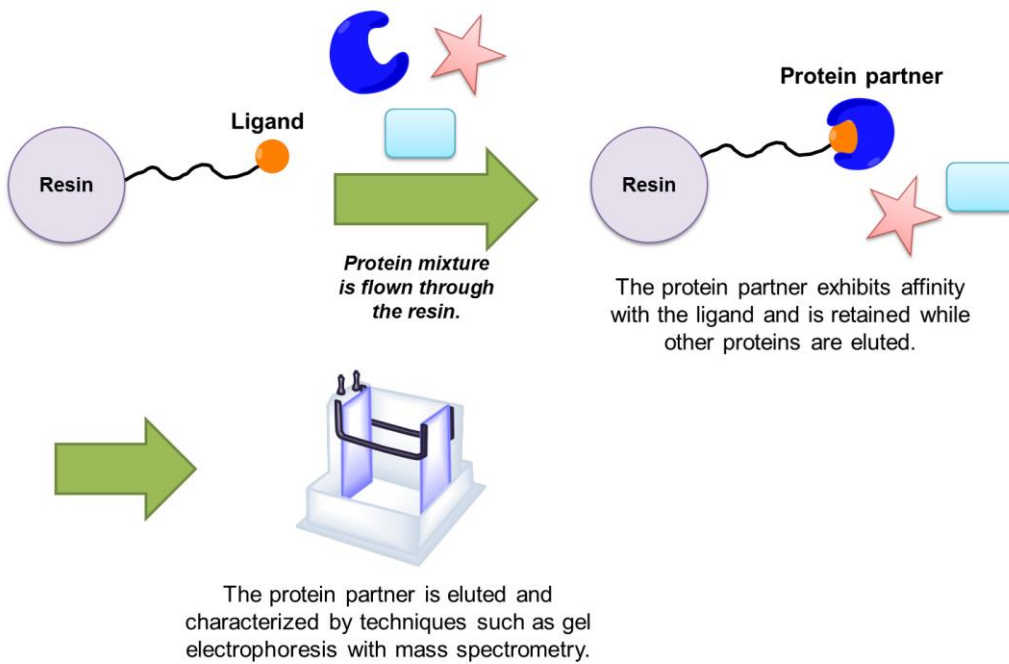 Ligand
Resin
Protein mixture
is flown through
the resin.
Protein partner
Resin
The protein partner exhibits affinity
with the ligand and is retained while
other proteins are eluted.
The protein partner is eluted and
characterized by techniques such as gel
electrophoresis with mass spectrometry.